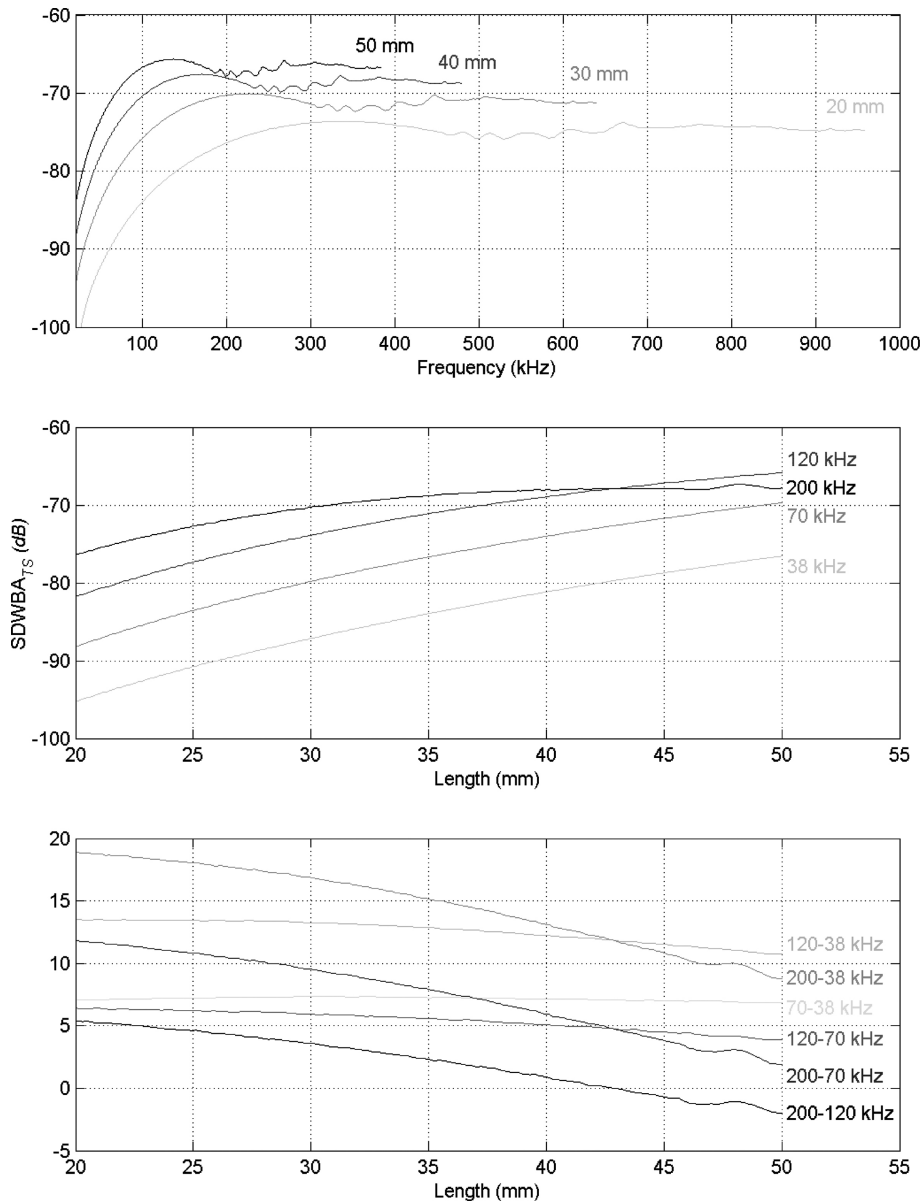 -60
-70
-80
-90
-100
50 mm
40 mm
30 mm
20 mm
100 200 300 400 500 600 700 800 900 1000
Frequency (kHz)
SDWBA_TS (dB)
-60
-70
-80
-90
-100
120 kHz
200 kHz
70 kHz
38 kHz
20 25 30 35 40 45 50 55
Length (mm)
20
15
10
5
0
-5
120-38 kHz
200-38 kHz
70-38 kHz
120-70 kHz
200-70 kHz
200-120 kHz
20 25 30 35 40 45 50 55
Length (mm)